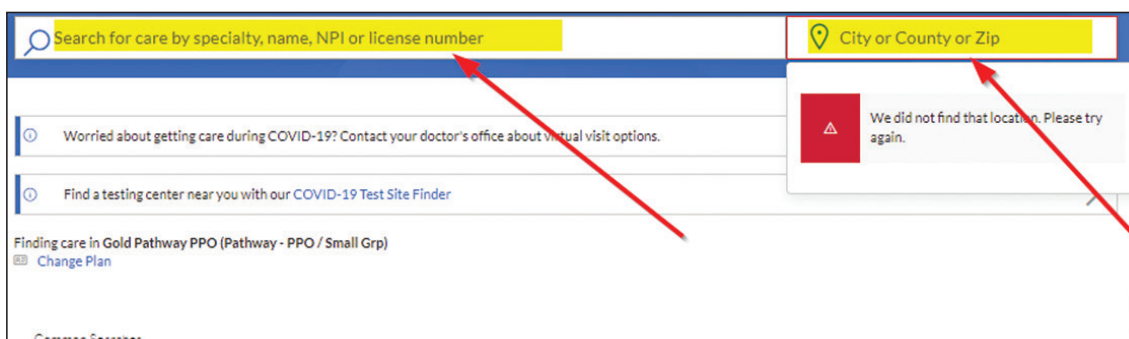 Search for care by specialty, name, NPI or license number
City or County or Zip
We did not find that location. Please try
again.
Worried about getting care during COVID-19? Contact your doctor's office about virtual visit options.
Find a testing center near you with our COVID-19 Test Site Finder
Finding care in Gold Pathway PPO (Pathway - PPO / Small Grp)
Change Plan
Common Searches